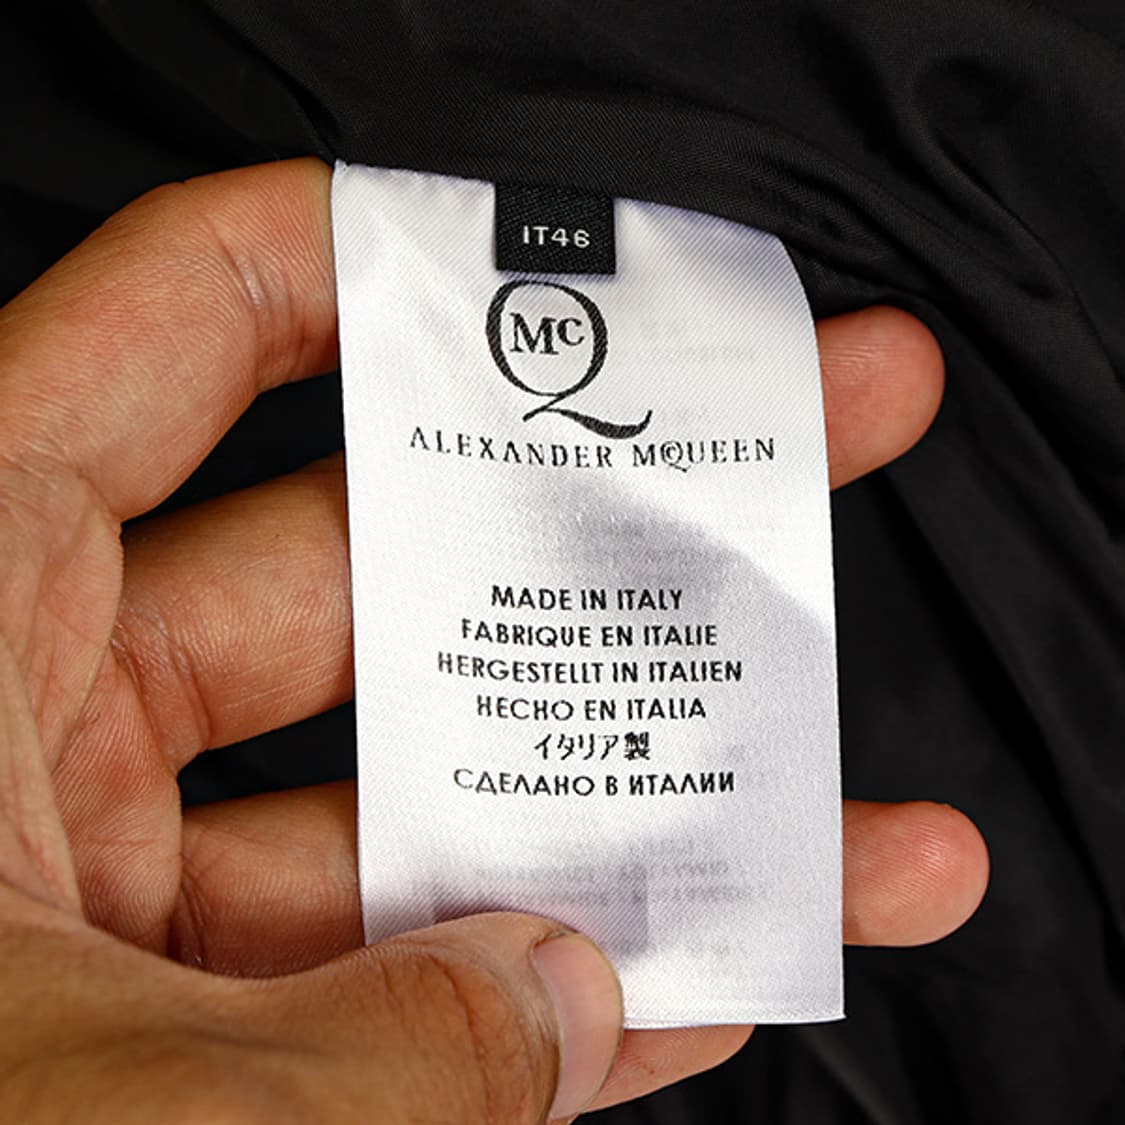 IT46
McQ
ALEXANDER MCQUEEN
MADE IN ITALY
FABRIQUE EN ITALIE
HERGESTELLT IN ITALIEN
HECHO EN ITALIA
イタリア製
СДЕЛАНО В ИТАЛИИ